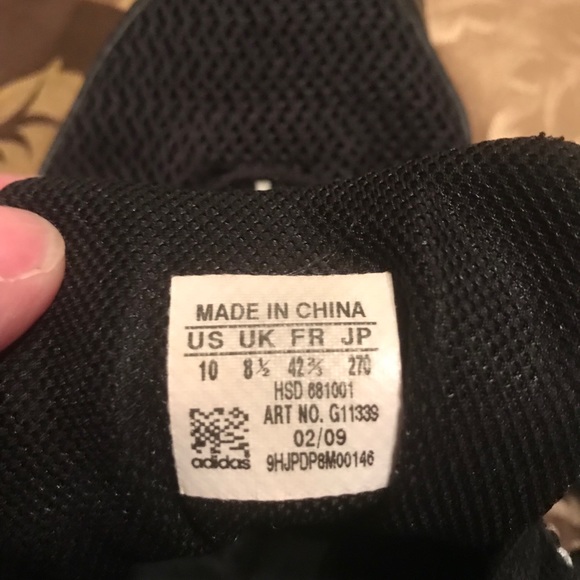 MADE IN CHINA
US UK FR JP
10 8½ 42⅔ 270
HSD 681001
ART NO. G11339
02/09
adidas 9HJPDP8M00146